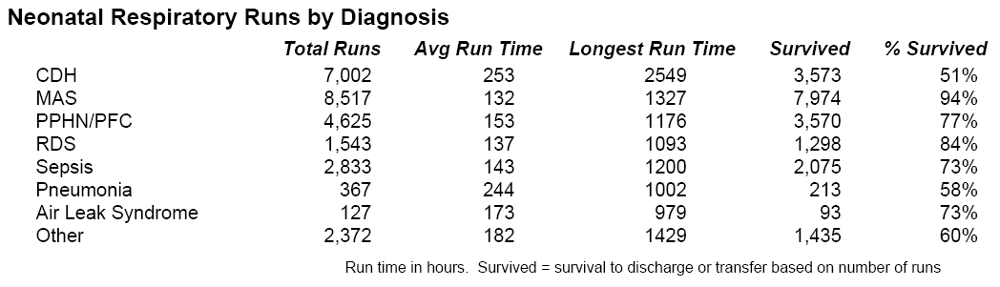 Neonatal Respiratory Runs by Diagnosis
Total Runs Avg Run Time Longest Run Time Survived % Survived
CDH 7,002 253 2549 3,573 51%
MAS 8,517 132 1327 7,974 94%
PPHN/PFC 4,625 153 1176 3,570 77%
RDS 1,543 137 1093 1,298 84%
Sepsis 2,833 143 1200 2,075 73%
Pneumonia 367 244 1002 213 58%
Air Leak Syndrome 127 173 979 93 73%
Other 2,372 182 1429 1,435 60%
Run time in hours. Survived = survival to discharge or transfer based on number of runs